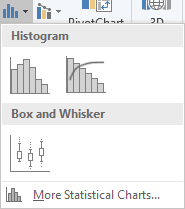 PivotChart
3D
Histogram
Box and Whisker
More Statistical Charts...